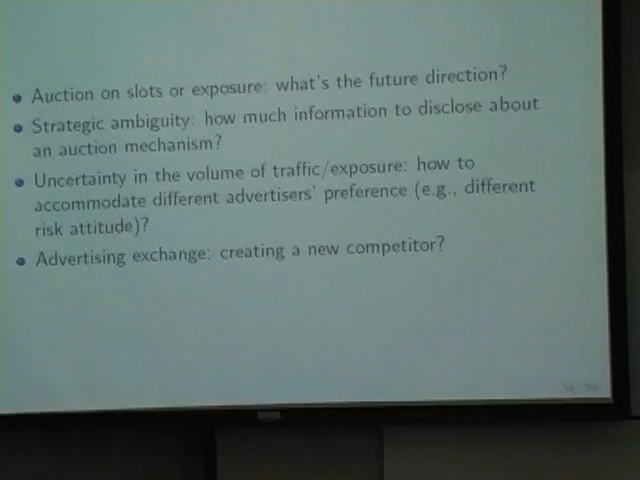 Auction on slots or exposure: what's the future direction?
Strategic ambiguity: how much information to disclose about
an auction mechanism?
Uncertainty in the volume of traffic/exposure: how to
accommodate different advertisers' preference (e.g., different
risk attitude)?
Advertising exchange: creating a new competitor?